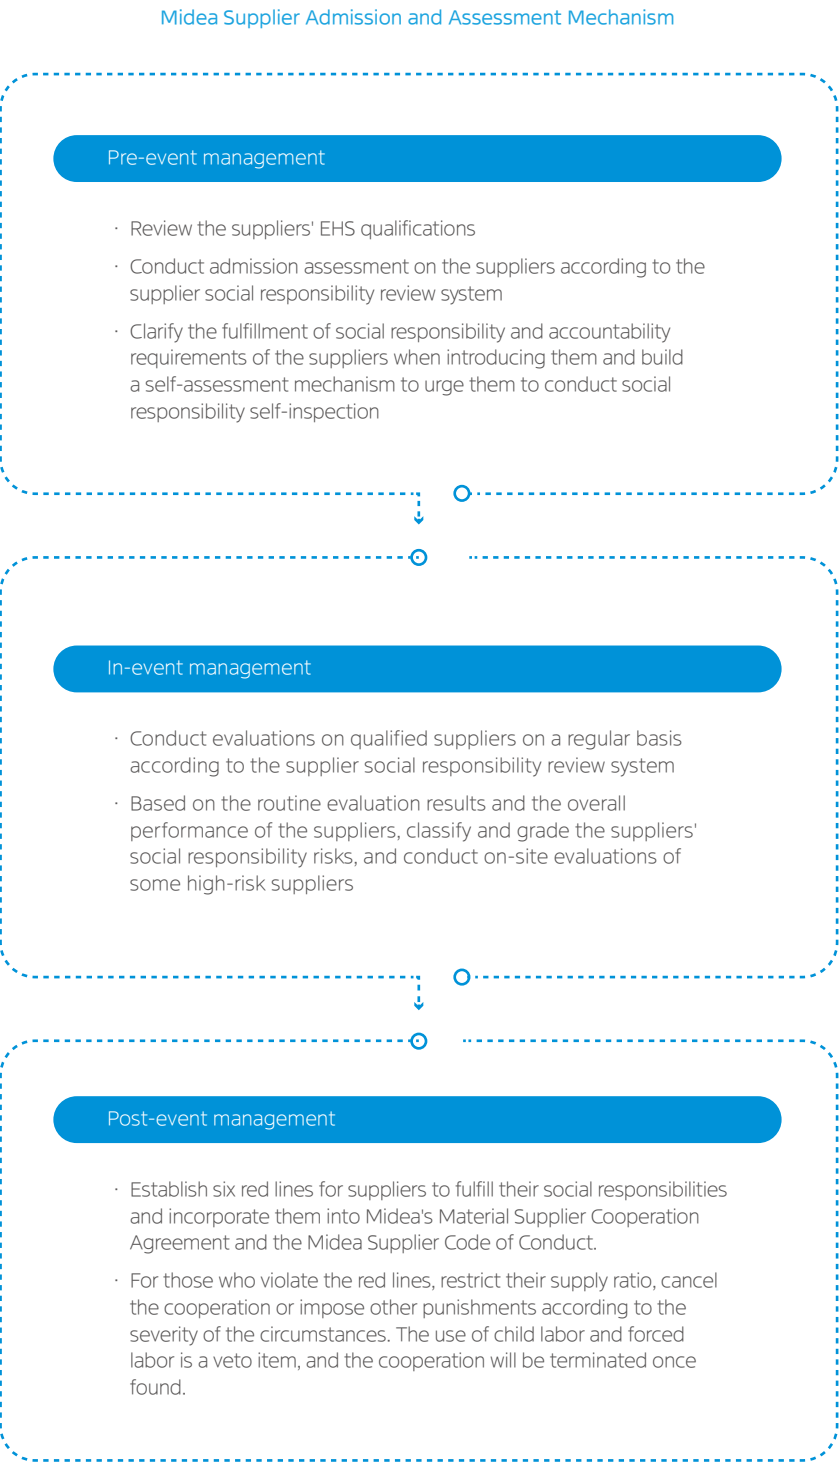 Midea Supplier Admission and Assessment Mechanism
Pre-event management
· Review the suppliers' EHS qualifications
· Conduct admission assessment on the suppliers according to the
supplier social responsibility review system
· Clarify the fulfillment of social responsibility and accountability
requirements of the suppliers when introducing them and build
a self-assessment mechanism to urge them to conduct social
responsibility self-inspection
In-event management
· Conduct evaluations on qualified suppliers on a regular basis
according to the supplier social responsibility review system
· Based on the routine evaluation results and the overall
performance of the suppliers, classify and grade the suppliers'
social responsibility risks, and conduct on-site evaluations of
some high-risk suppliers
Post-event management
· Establish six red lines for suppliers to fulfill their social responsibilities
and incorporate them into Midea's Material Supplier Cooperation
Agreement and the Midea Supplier Code of Conduct.
· For those who violate the red lines, restrict their supply ratio, cancel
the cooperation or impose other punishments according to the
severity of the circumstances. The use of child labor and forced
labor is a veto item, and the cooperation will be terminated once
found.